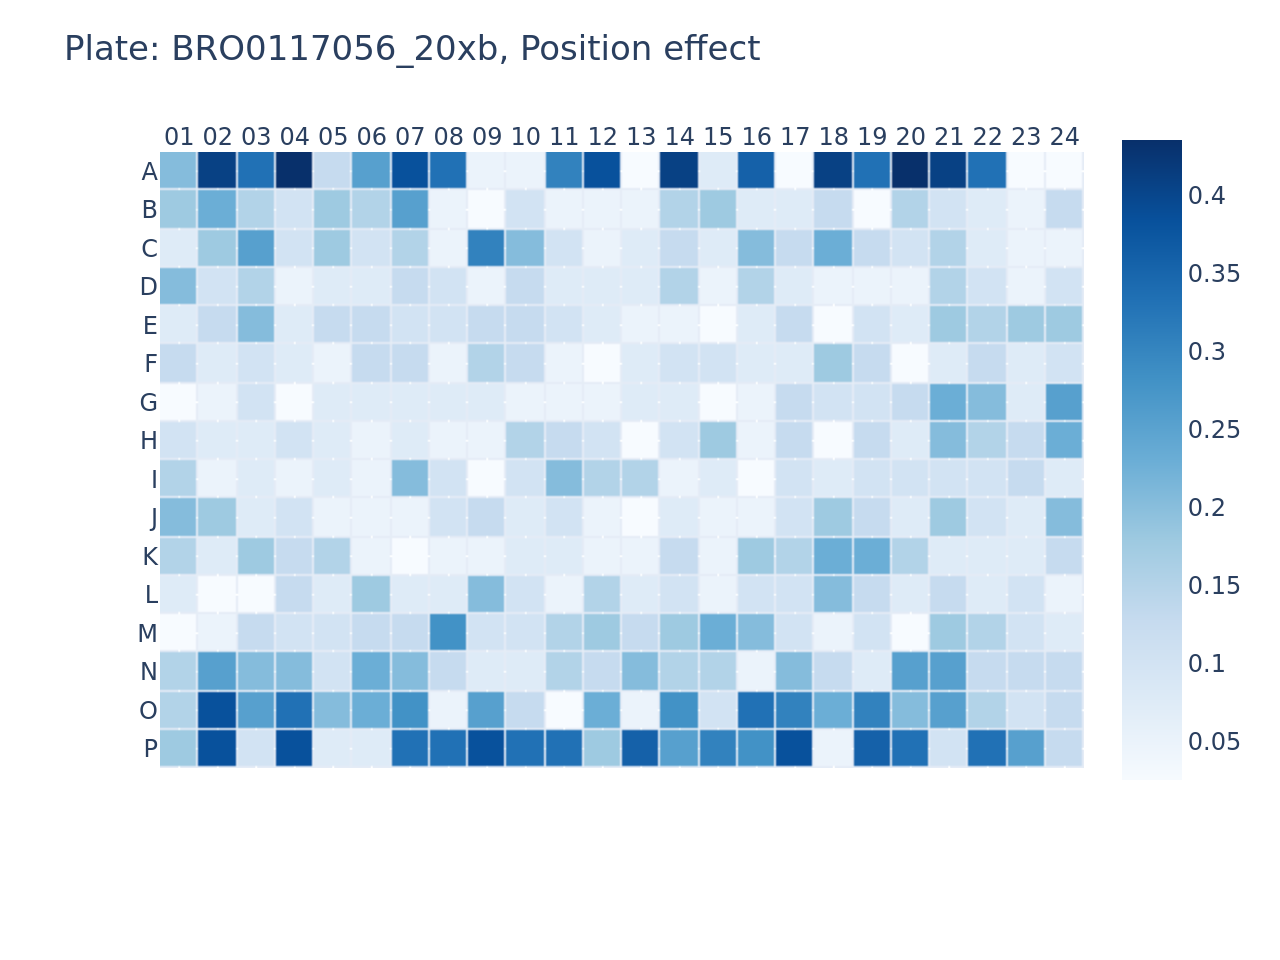 Plate: BRO0117056_20xb, Position effect
01 02 03 04 05 06 07 08 09 10 11 12 13 14 15 16 17 18 19 20 21 22 23 24
A
B
C
D
E
F
G
H
I
J
K
L
M
N
O
P
0.4
0.35
0.3
0.25
0.2
0.15
0.1
0.05